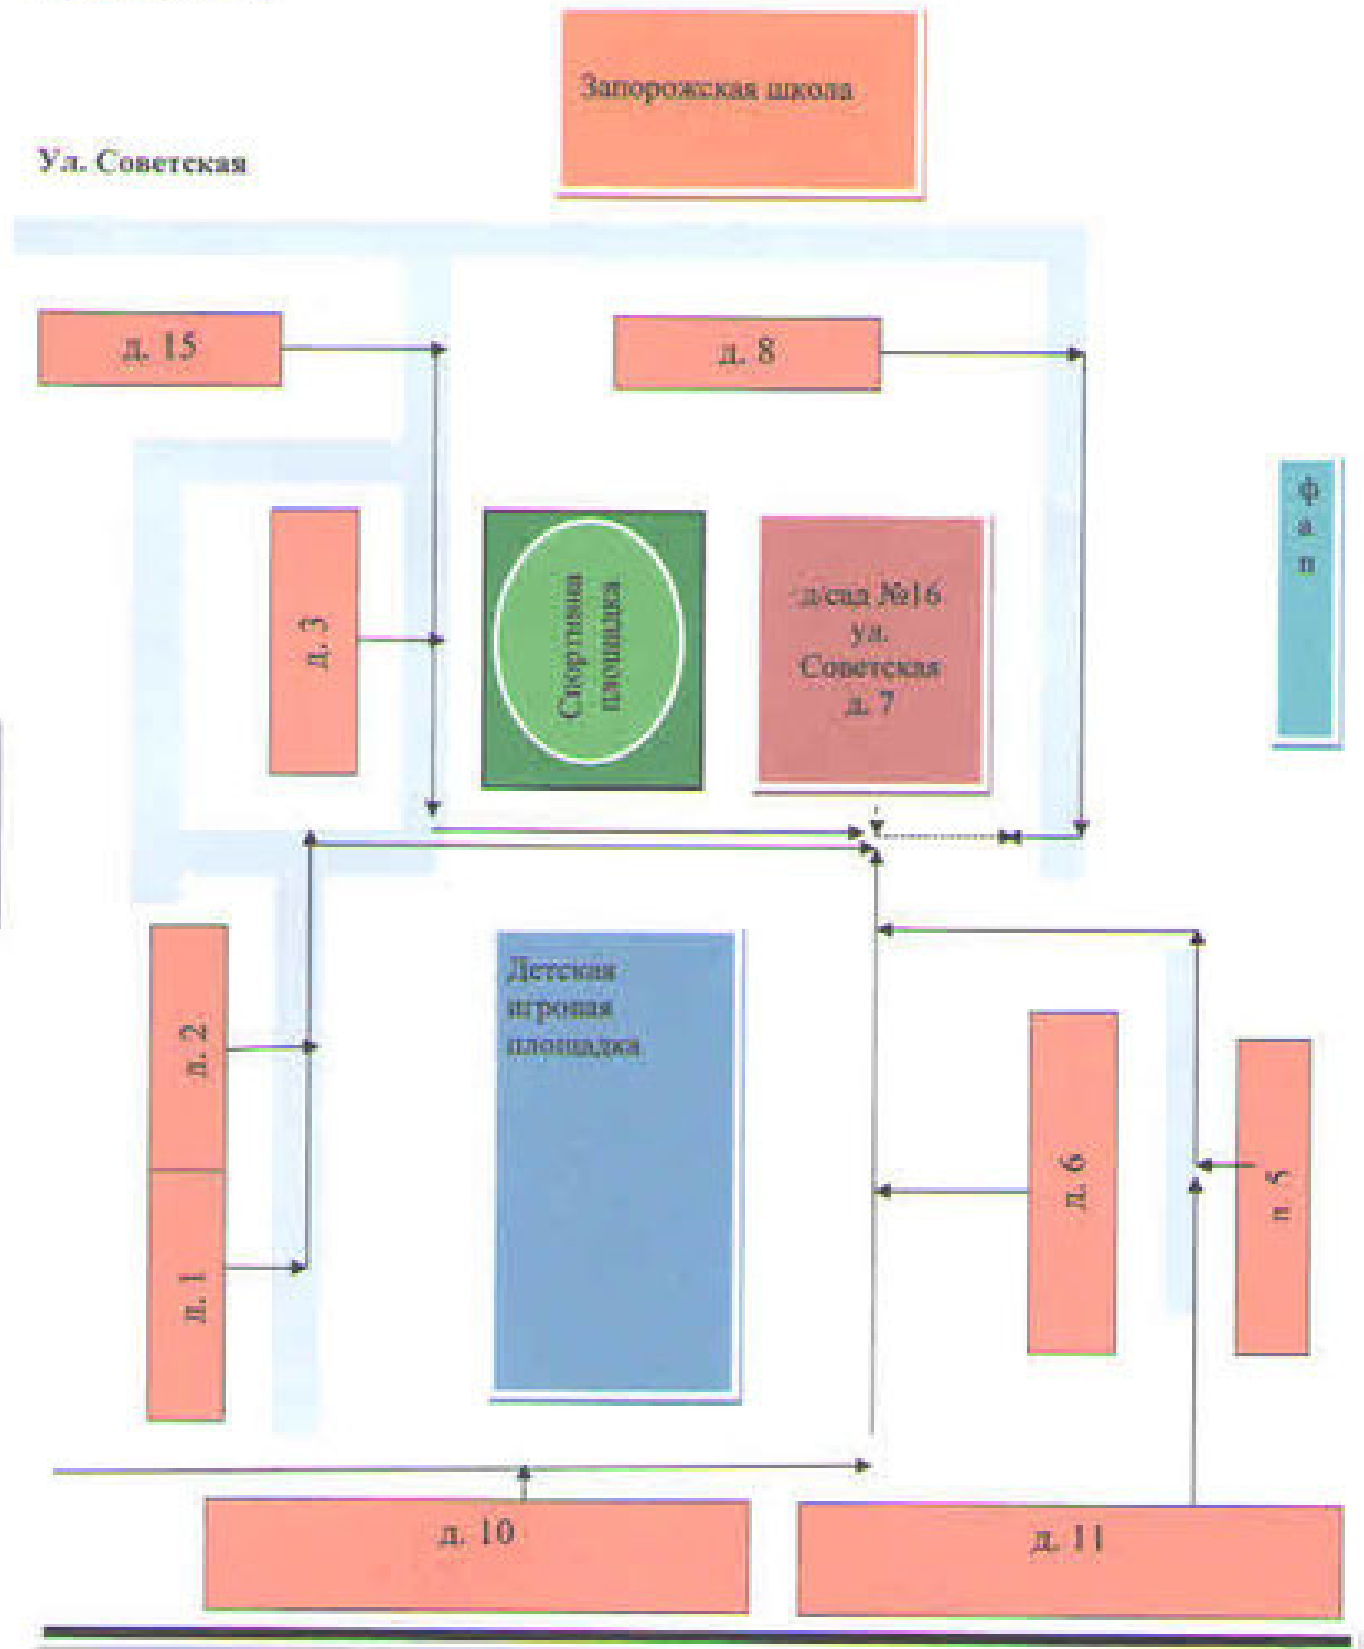 Запорожская школа
Ул. Советская
д. 15
д. 8
ф
а
п
д. 3
Спортивна
площадка
д/сад №16
ул.
Советская
д. 7
Детская
игровая
площадка
д. 2
д. 1
д. 6
д. 5
д. 10
д. 11